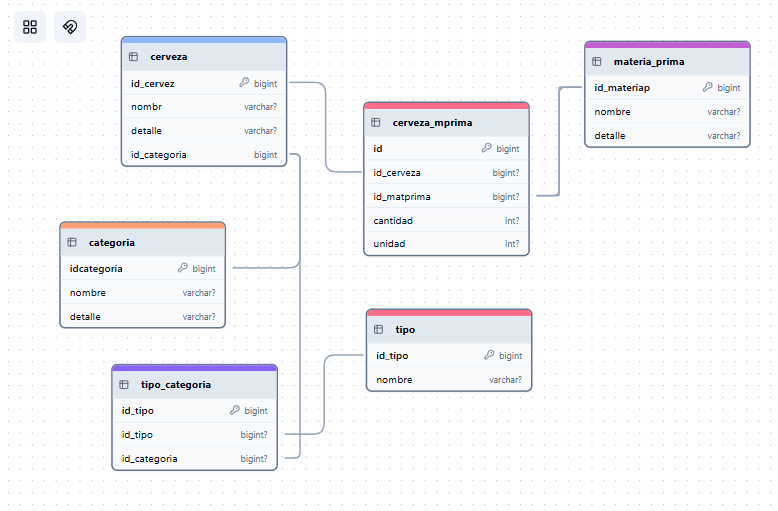 cerveza
id_cervez bigint
nombr varchar?
detalle varchar?
id_categoria bigint
materia_prima
id_materiap bigint
nombre varchar?
detalle varchar?
cerveza_mprima
id bigint
id_cerveza bigint?
id_matprima bigint?
cantidad int?
unidad int?
categoria
idcategoria bigint
nombre varchar?
detalle varchar?
tipo
id_tipo bigint
nombre varchar?
tipo_categoria
id_tipo bigint
id_tipo bigint?
id_categoria bigint?